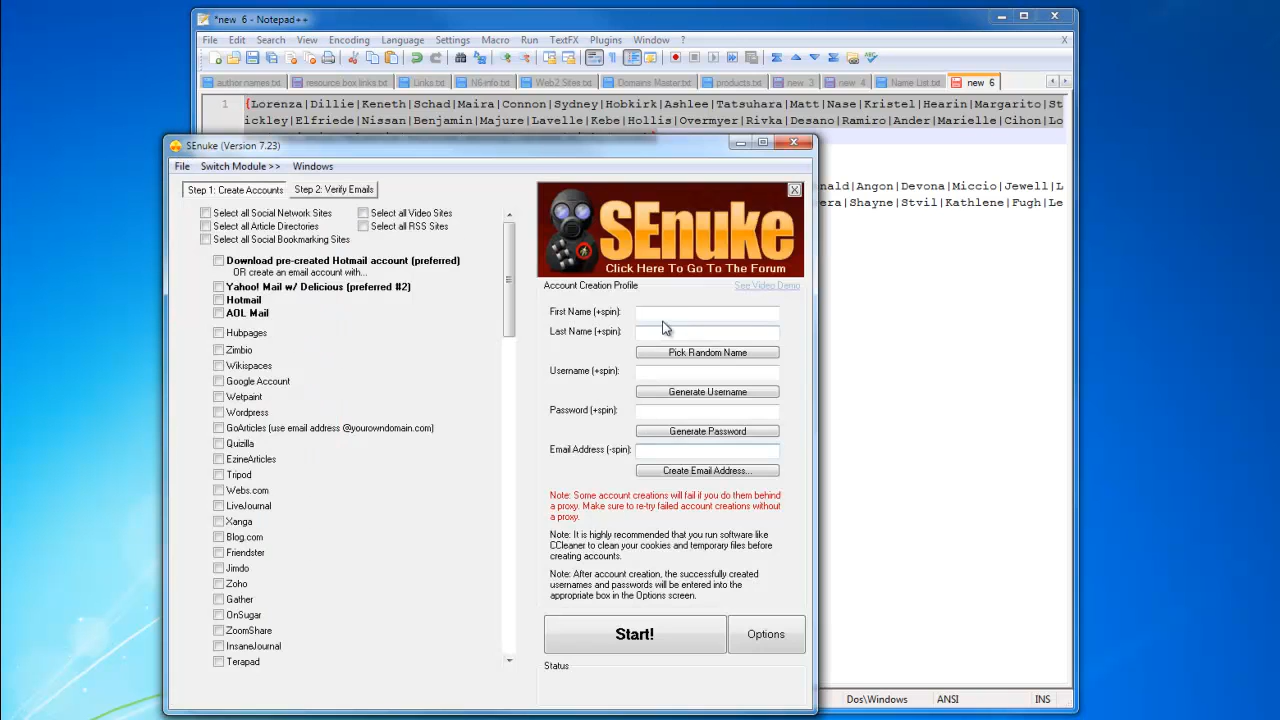 *new 6 - Notepad++
File Edit Search View Encoding Language Settings Macro Run TextFX Plugins Window ? X
author names.txt resource box links.txt Links.txt N6info.txt Web2 Sites.txt Domains Master.txt products.txt new 3 new 4 Name List.txt new 6
1 {Lorenza|Dillie|Keneth|Schad|Maira|Connon|Sydney|Hobkirk|Ashlee|Tatsuhara|Matt|Nase|Kristel|Hearin|Margarito|St
ickley|Elfriede|Nissan|Benjamin|Majure|Lavelle|Kebe|Hollis|Overmyer|Rivka|Desano|Ramiro|Ander|Marielle|Cihon|Lo
nald|Angon|Devona|Miccio|Jewell|L
era|Shayne|Stvil|Kathlene|Fugh|Le
SEnuke (Version 7.23)
File Switch Module >> Windows
Step 1: Create Accounts Step 2: Verify Emails
Select all Social Network Sites Select all Video Sites
Select all Article Directories Select all RSS Sites
Select all Social Bookmarking Sites
Download pre-created Hotmail account (preferred)
OR create an email account with...
Yahoo! Mail w/ Delicious (preferred #2)
Hotmail
AOL Mail
Hubpages
Zimbio
Wikispaces
Google Account
Wetpaint
Wordpress
GoArticles (use email address @yourowndomain.com)
Quizilla
EzineArticles
Tripod
Webs.com
LiveJournal
Xanga
Blog.com
Friendster
Jimdo
Zoho
Gather
OnSugar
ZoomShare
InsaneJournal
Terapad
SEnuke
Click Here To Go To The Forum
Account Creation Profile See Video Demo
First Name (+spin):
Last Name (+spin):
Pick Random Name
Username (+spin):
Generate Username
Password (+spin):
Generate Password
Email Address (-spin):
Create Email Address...
Note: Some account creations will fail if you do them behind
a proxy. Make sure to re-try failed account creations without
a proxy.
Note: It is highly recommended that you run software like
CCleaner to clean your cookies and temporary files before
creating accounts.
Note: After account creation, the successfully created
usernames and passwords will be entered into the
appropriate box in the Options screen.
Start! Options
Status
Dos\Windows ANSI INS